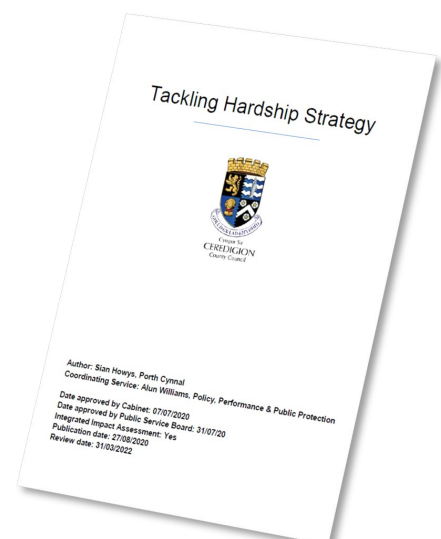 Tackling Hardship Strategy
Cyngor Sir
CEREDIGION
County Council
Author: Sian Howys, Porth Cynnal
Coordinating Service: Alun Williams, Policy, Performance & Public Protection
Date approved by Cabinet: 07/07/2020
Date approved by Public Service Board: 31/07/20
Integrated Impact Assessment: Yes
Publication date: 27/08/2020
Review date: 31/03/2022